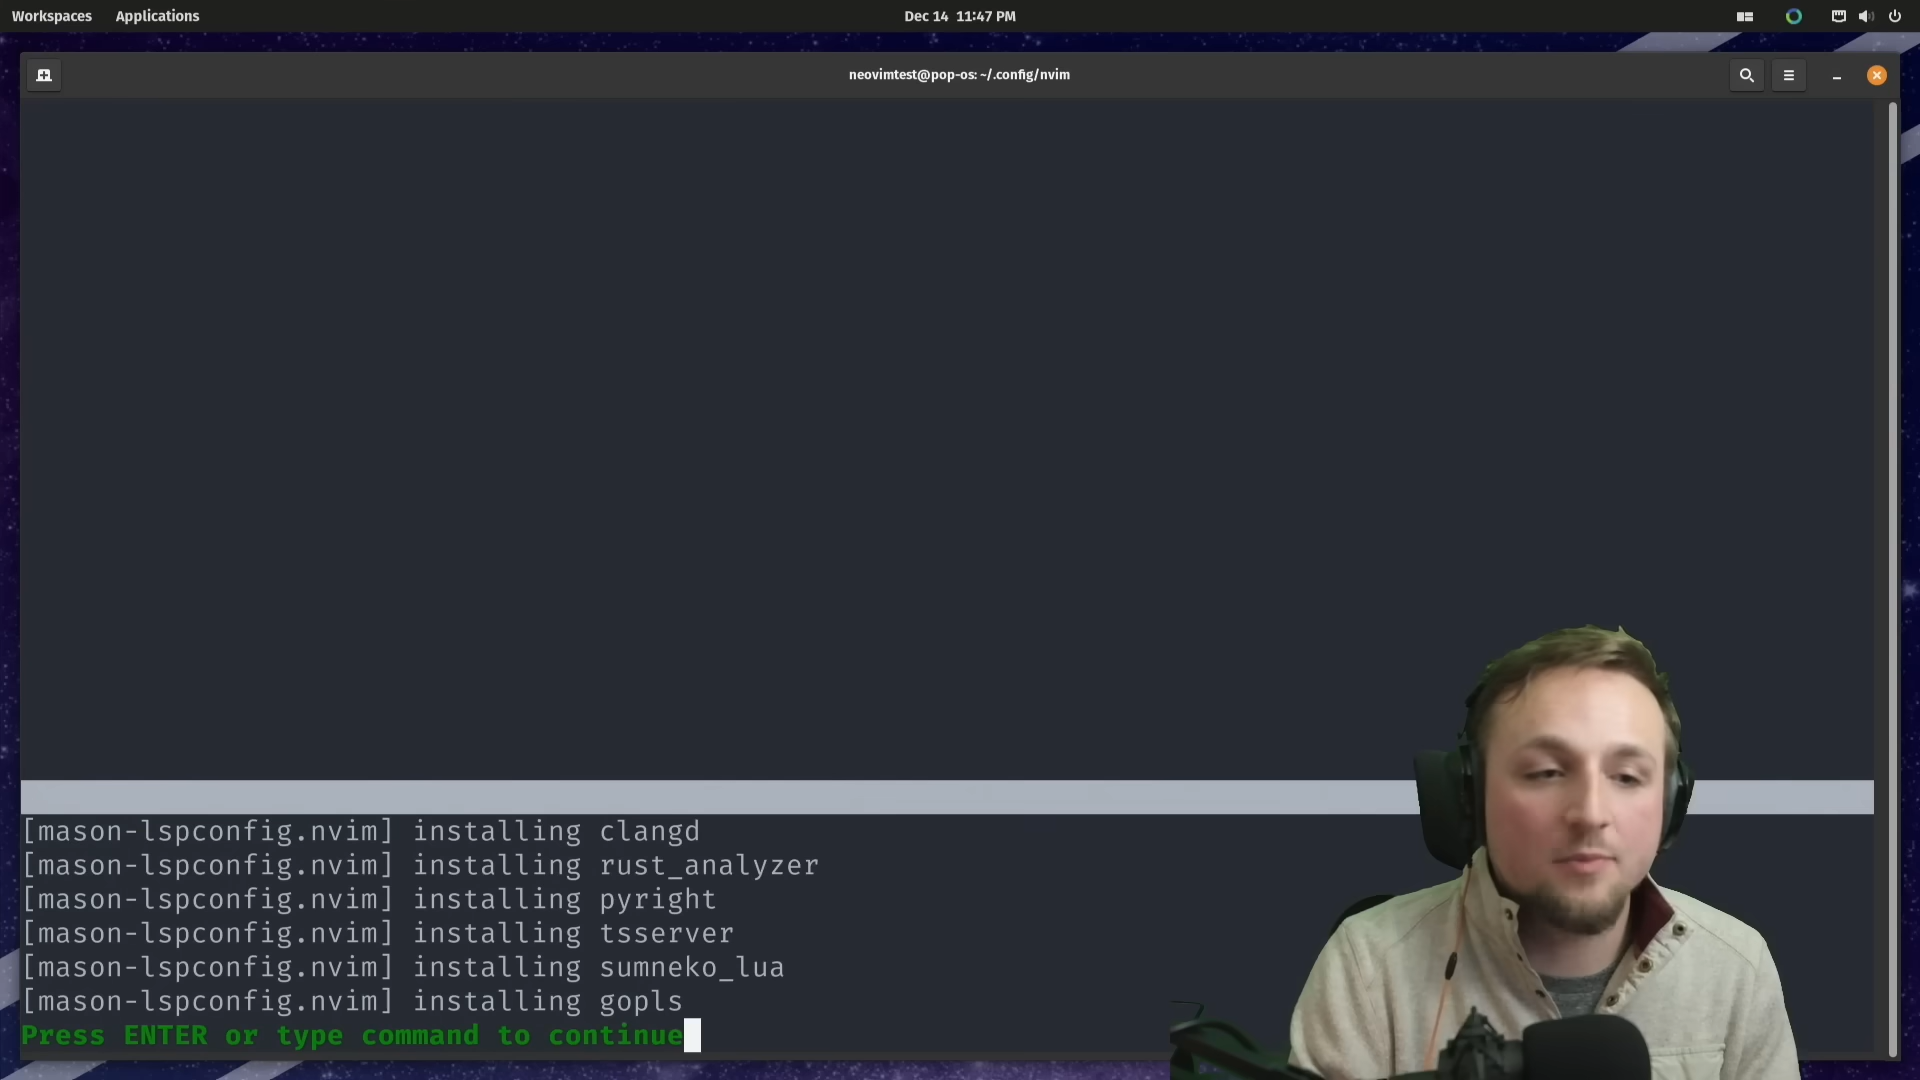 Workspaces Applications Dec 14 11:47 PM
neovimtest@pop-os: ~/.config/nvim
[mason-lspconfig.nvim] installing clangd
[mason-lspconfig.nvim] installing rust_analyzer
[mason-lspconfig.nvim] installing pyright
[mason-lspconfig.nvim] installing tsserver
[mason-lspconfig.nvim] installing sumneko_lua
[mason-lspconfig.nvim] installing gopls
Press ENTER or type command to continue